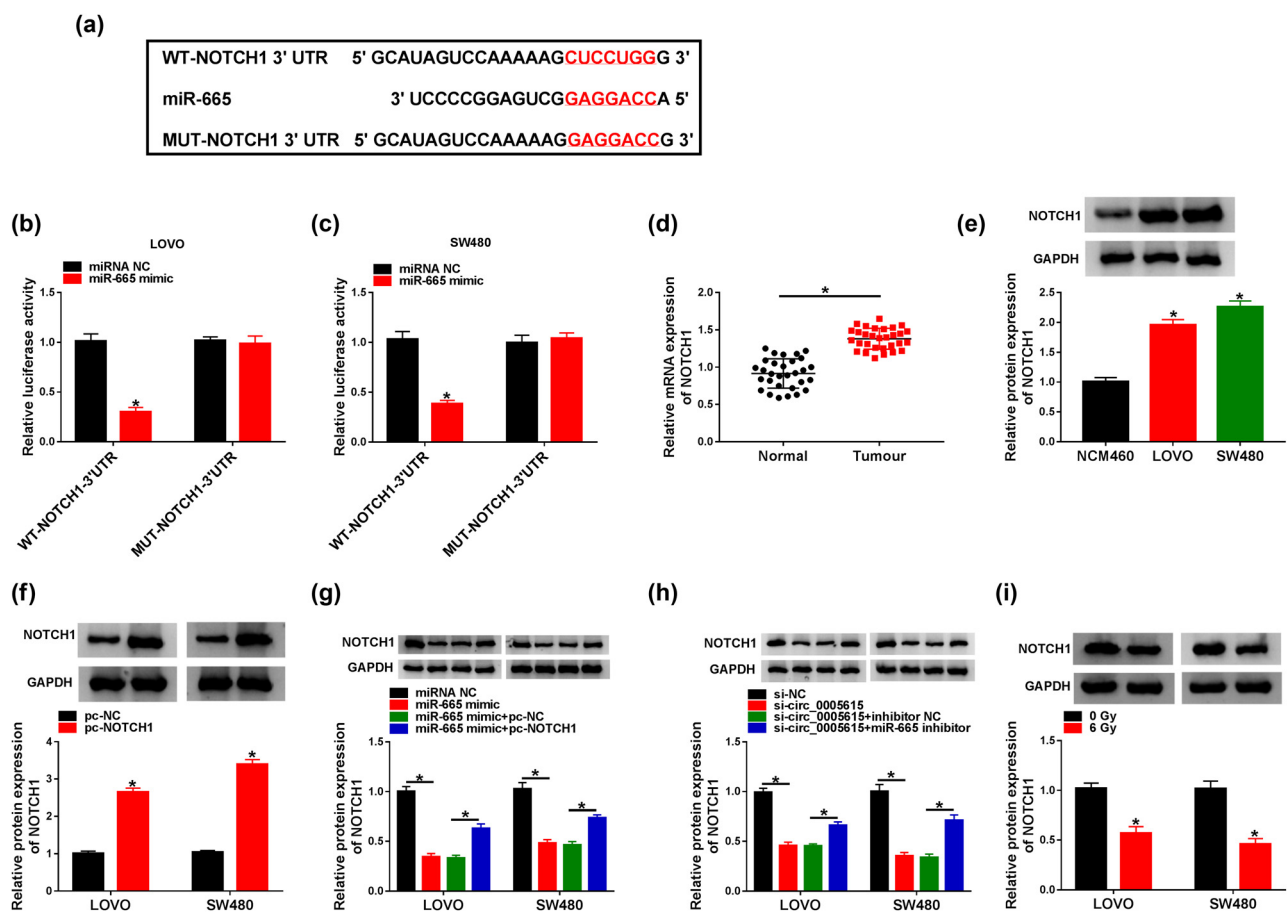 (a)
WT-NOTCH1 3' UTR 5' GCAUAGUCCAAAAAGCUCCUGGG 3'
miR-665 3' UCCCCGGAGUCGGAGGACCA 5'
MUT-NOTCH1 3' UTR 5' GCAUAGUCCAAAAAGGAGGACCG 3'
(b)
LOVO
miRNA NC
miR-665 mimic
Relative luciferase activity
1.5
1.0
0.5
0.0
*
WT-NOTCH1-3'UTR
MUT-NOTCH1-3'UTR
(c)
SW480
miRNA NC
miR-665 mimic
Relative luciferase activity
1.5
1.0
0.5
0.0
*
WT-NOTCH1-3'UTR
MUT-NOTCH1-3'UTR
(d)
Relative mRNA expression
of NOTCH1
2.0
1.5
1.0
0.5
0.0
*
Normal Tumour
(e)
NOTCH1
GAPDH
Relative protein expression
of NOTCH1
2.5
2.0
1.5
1.0
0.5
0.0
* *
NCM460 LOVO SW480
(f)
NOTCH1
GAPDH
pc-NC
pc-NOTCH1
Relative protein expression
of NOTCH1
4
3
2
1
0
* *
LOVO SW480
(g)
NOTCH1
GAPDH
miRNA NC
miR-665 mimic
miR-665 mimic+pc-NC
miR-665 mimic+pc-NOTCH1
Relative protein expression
of NOTCH1
1.5
1.0
0.5
0.0
* * * *
LOVO SW480
(h)
NOTCH1
GAPDH
si-NC
si-circ_0005615
si-circ_0005615+inhibitor NC
si-circ_0005615+miR-665 inhibitor
Relative protein expression
of NOTCH1
1.5
1.0
0.5
0.0
* * * *
LOVO SW480
(i)
NOTCH1
GAPDH
0 Gy
6 Gy
Relative protein expression
of NOTCH1
1.5
1.0
0.5
0.0
* *
LOVO SW480